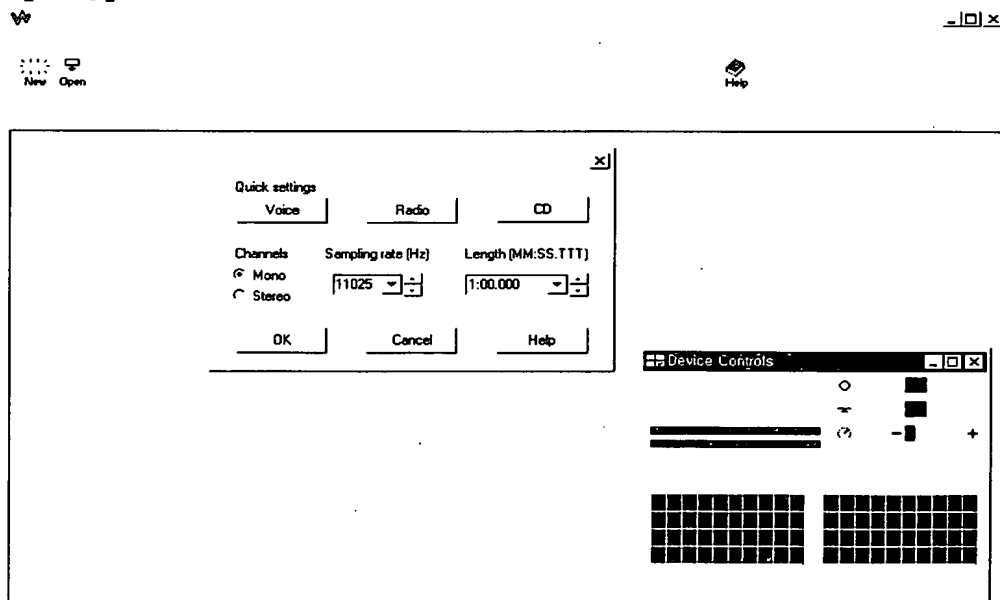 New Open Help
Quick settings
Voice Radio CD
Channels Sampling rate (Hz) Length (MM:SS.TTT)
Mono 11025 1:00.000
Stereo
OK Cancel Help
Device Controls